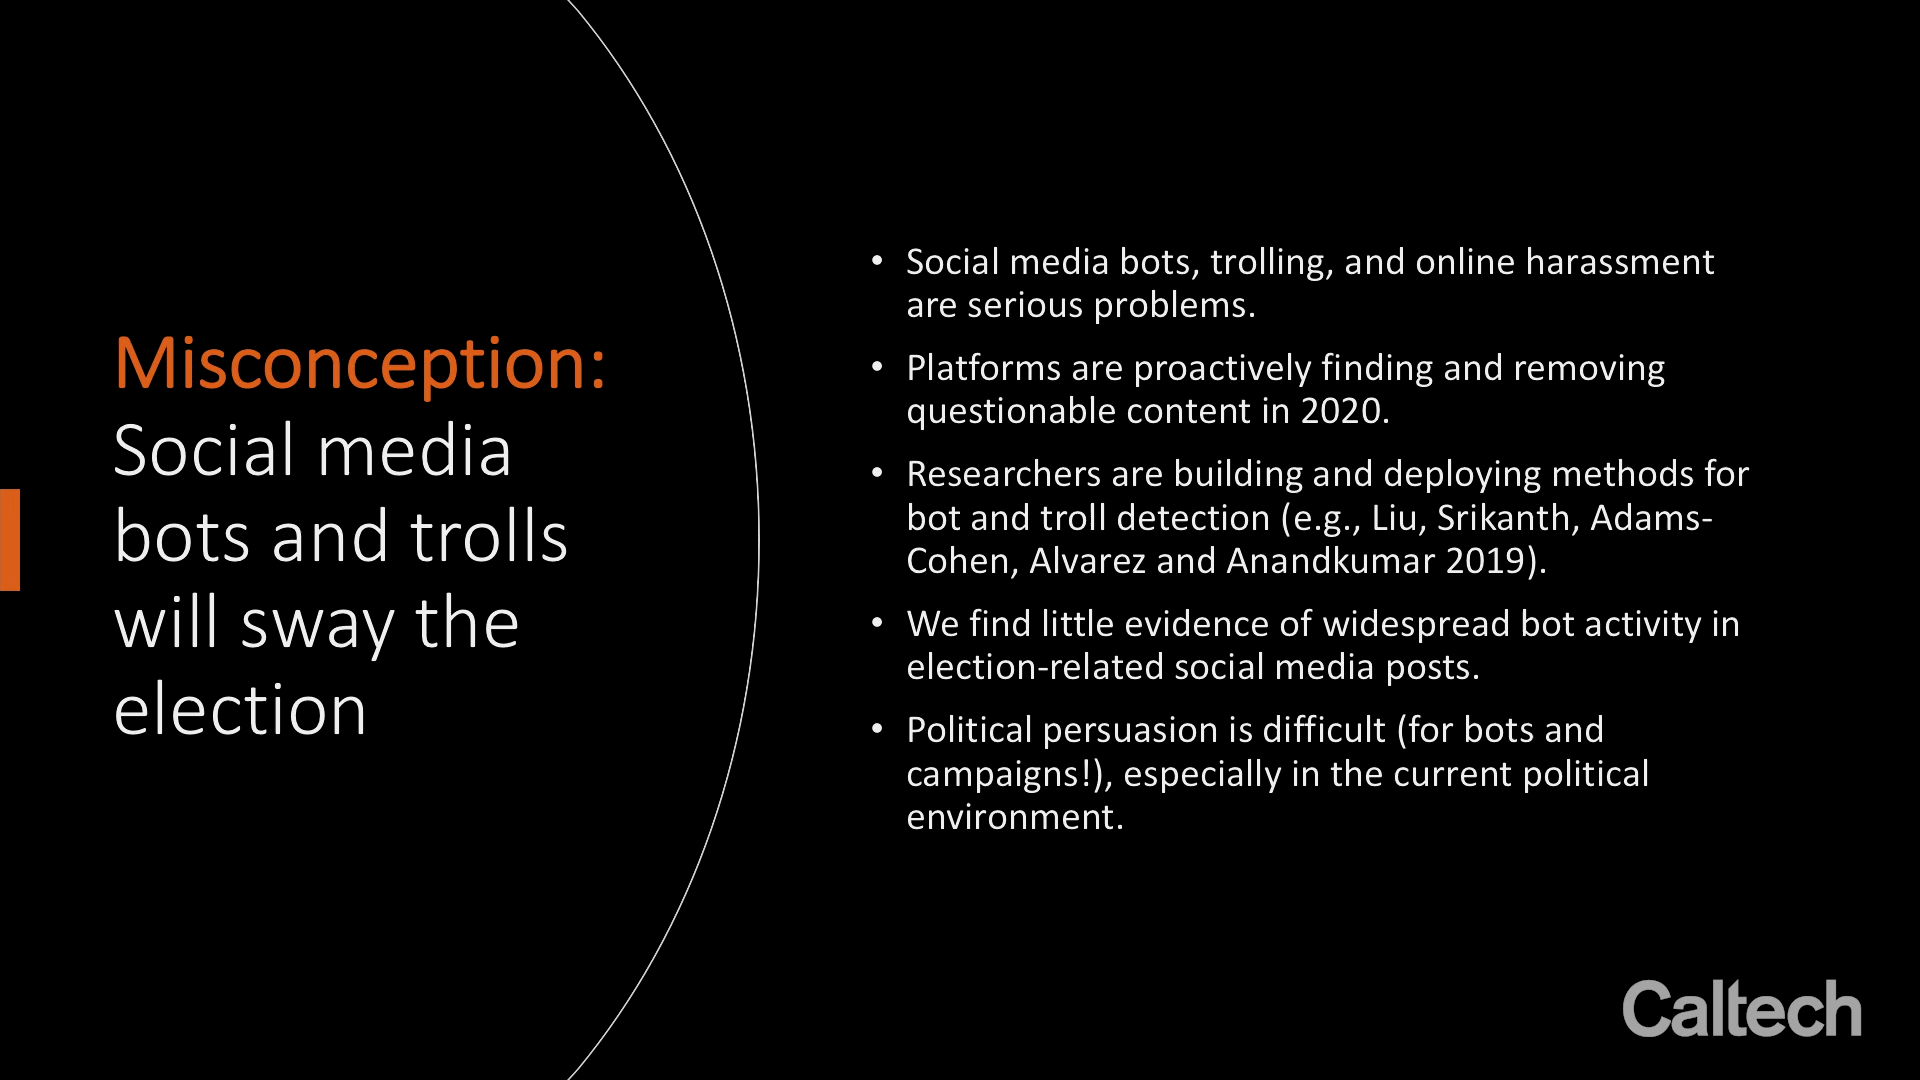 Misconception:
Social media
bots and trolls
will sway the
election
• Social media bots, trolling, and online harassment
are serious problems.
• Platforms are proactively finding and removing
questionable content in 2020.
• Researchers are building and deploying methods for
bot and troll detection (e.g., Liu, Srikanth, Adams-
Cohen, Alvarez and Anandkumar 2019).
• We find little evidence of widespread bot activity in
election-related social media posts.
• Political persuasion is difficult (for bots and
campaigns!), especially in the current political
environment.
Caltech